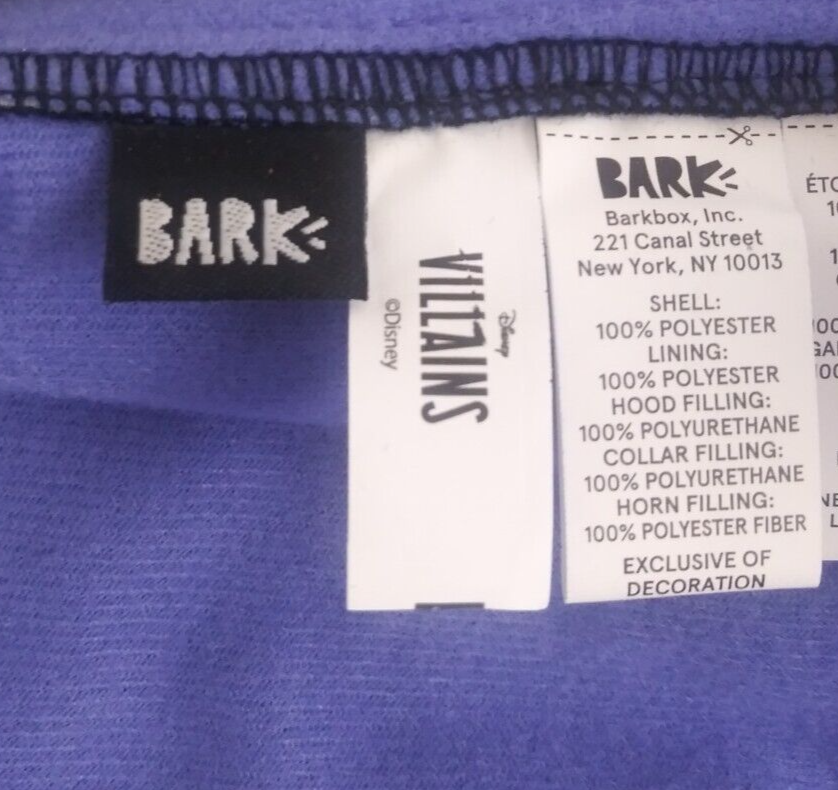 BARK
Disney
VILLAINS
©Disney
BARK
Barkbox, Inc.
221 Canal Street
New York, NY 10013
SHELL:
100% POLYESTER
LINING:
100% POLYESTER
HOOD FILLING:
100% POLYURETHANE
COLLAR FILLING:
100% POLYURETHANE
HORN FILLING:
100% POLYESTER FIBER
EXCLUSIVE OF
DECORATION